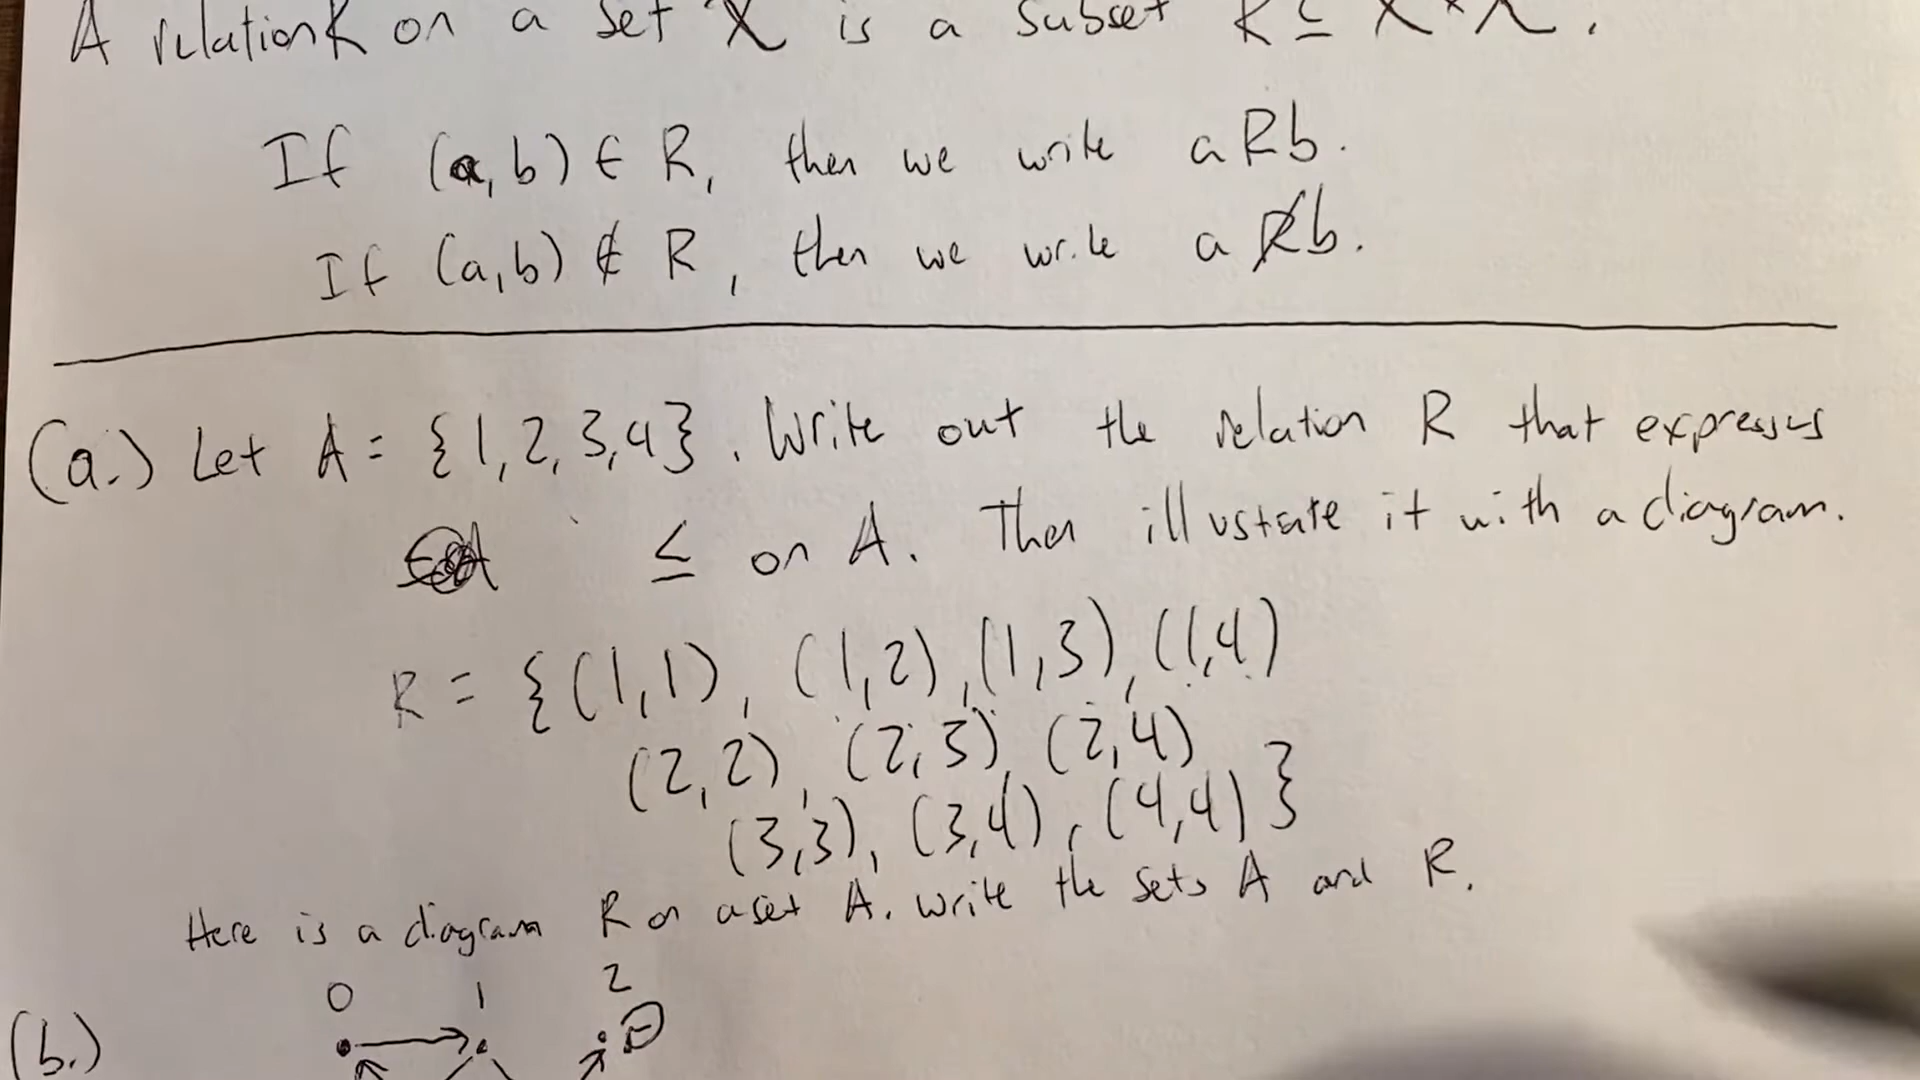 A relation R on a set X is a subset R ⊆ X × X.
If (a, b) ∈ R, then we write a R b.
If (a, b) ∉ R, then we write a R̸ b.
(a.) Let A = {1, 2, 3, 4}. Write out the relation R that expresses
≤ on A. Then illustrate it with a diagram.
R = {(1,1), (1,2), (1,3), (1,4)
(2,2), (2,3), (2,4)
(3,3), (3,4), (4,4)}
Here is a diagram R on a set A. Write the sets A and R.
0 1 2
(b.)